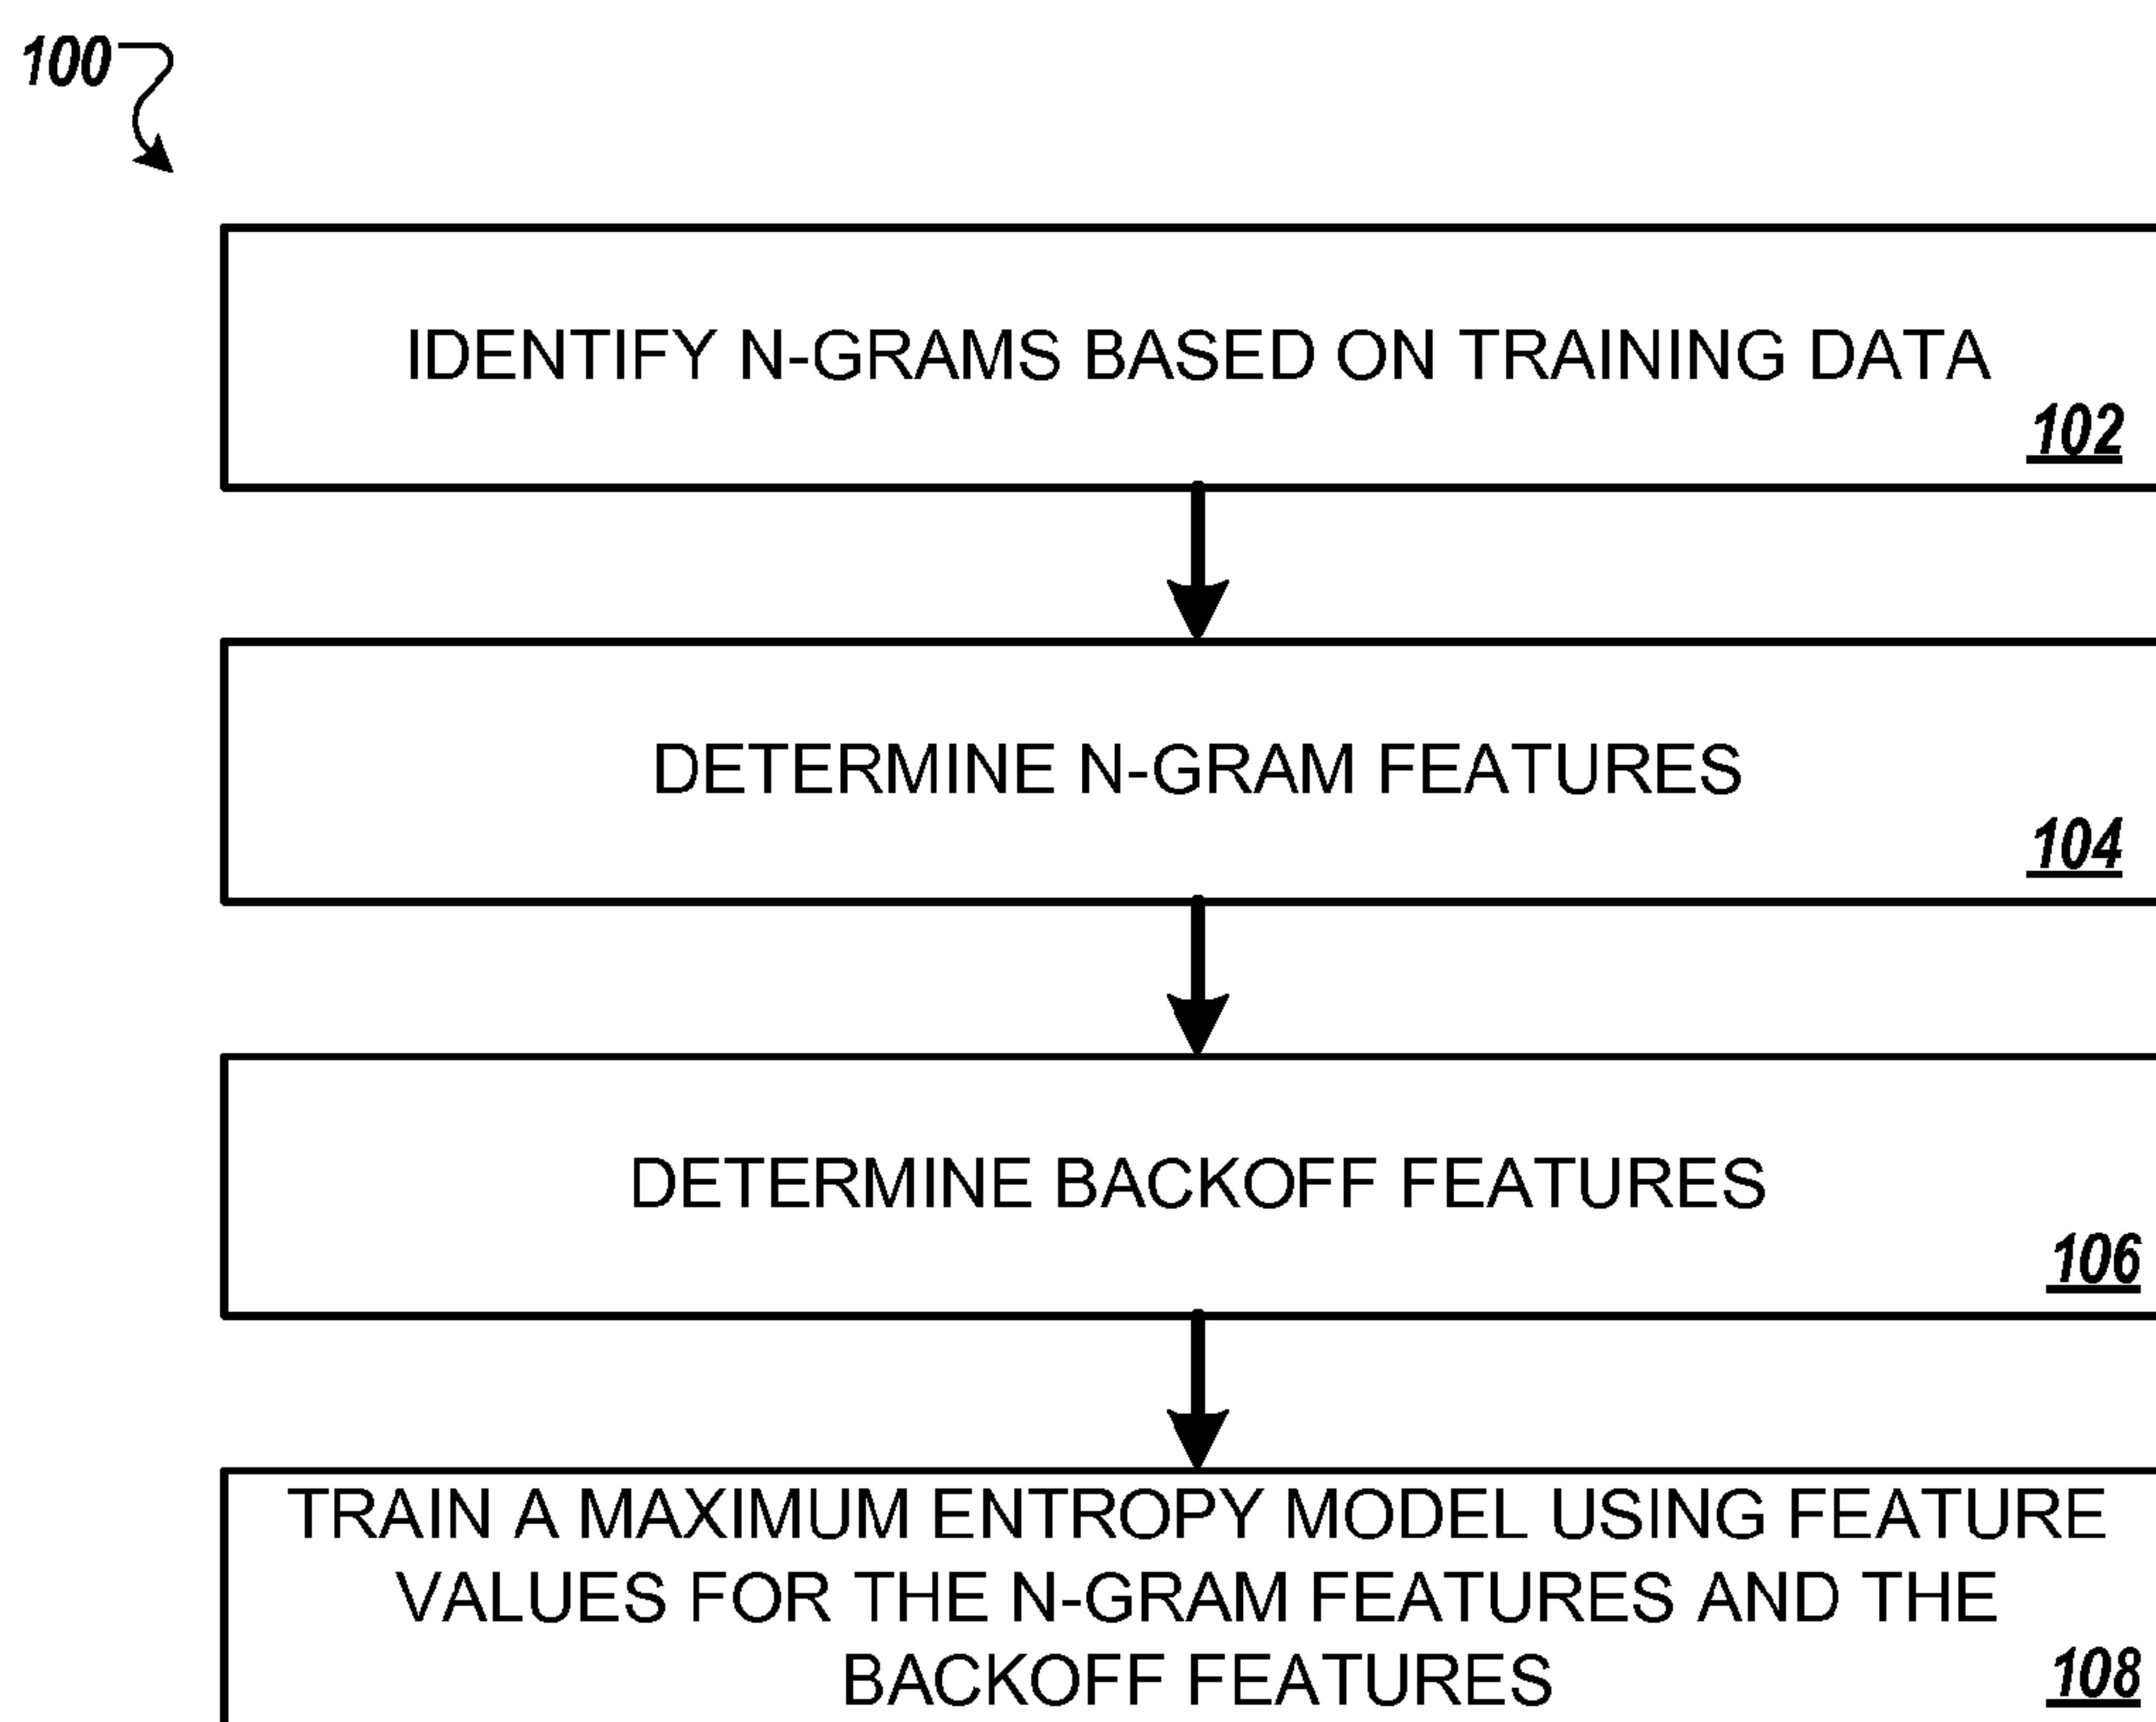 100
IDENTIFY N-GRAMS BASED ON TRAINING DATA
102
DETERMINE N-GRAM FEATURES
104
DETERMINE BACKOFF FEATURES
106
TRAIN A MAXIMUM ENTROPY MODEL USING FEATURE
VALUES FOR THE N-GRAM FEATURES AND THE
BACKOFF FEATURES
108